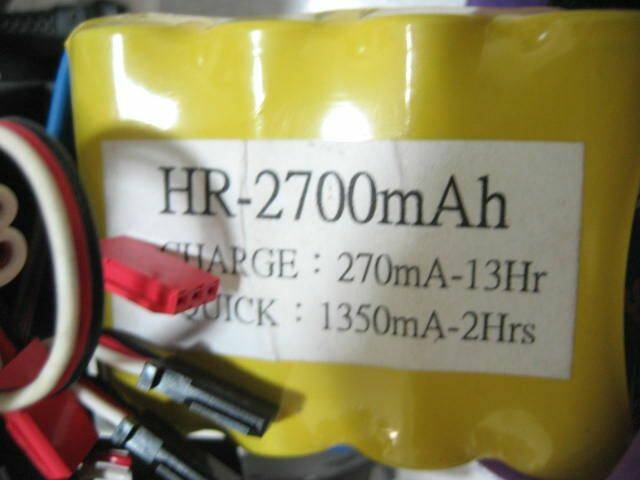 HR-2700mAh
CHARGE : 270mA-13Hr
QUICK : 1350mA-2Hrs